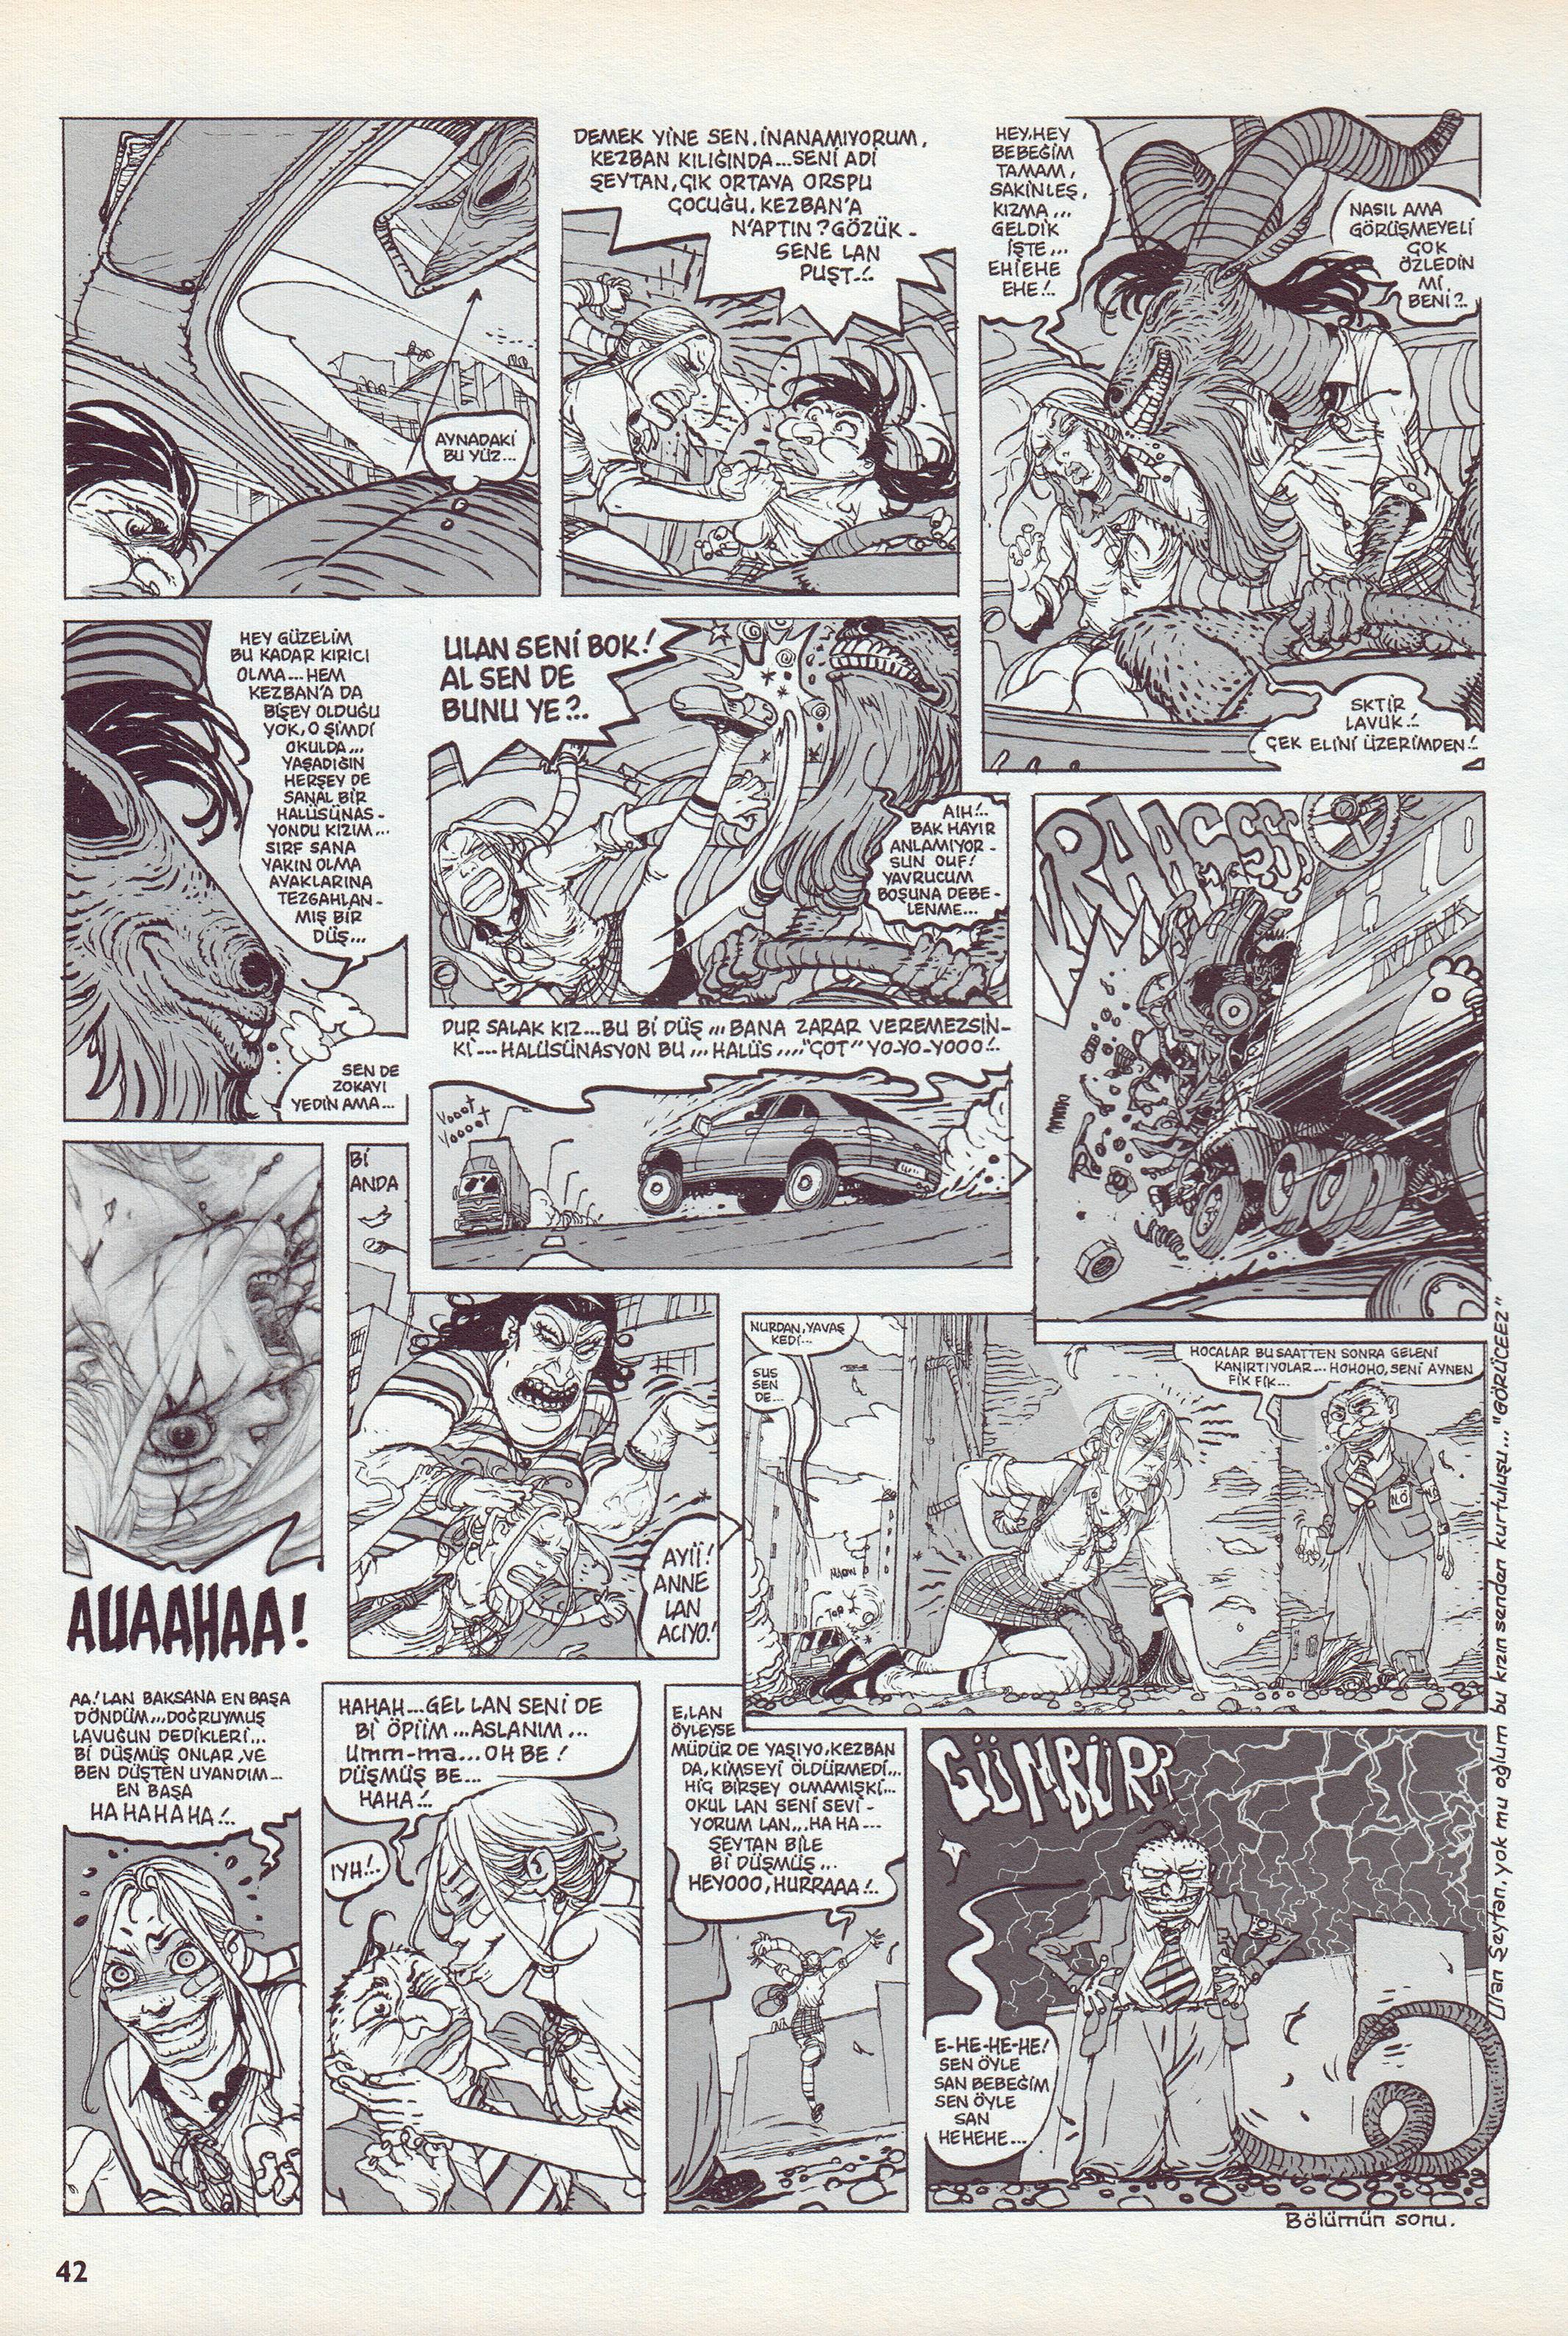 AYNADAKİ
BU YÜZ...
DEMEK YİNE SEN. İNANAMIYORUM,
KEZBAN KILIĞINDA...SENİ ADİ
ŞEYTAN, ÇIK ORTAYA ORSPU
ÇOCUĞU. KEZBAN'A
N'APTIN? GÖZÜK-
SENE LAN
PUŞT..!.
HEY, HEY
BEBEĞİM
TAMAM,
SAKİNLEŞ,
KIZMA...
GELDİK
İŞTE...
EHİEHE
EHE!..
NASIL AMA
GÖRÜŞMEYELİ
ÇOK
ÖZLEDİN
Mİ
BENİ?..
SKTİR
LAVUK..!
ÇEK ELİNİ ÜZERİMDEN!..
HEY GÜZELİM
BU KADAR KIRICI
OLMA...HEM
KEZBAN'A DA
BİŞEY OLDUĞU
YOK, O ŞİMDİ
OKULDA...
YAŞADIĞIN
HERŞEY DE
SANAL BİR
HALÜSÜNAS-
YONDU KIZIM...
SIRF SANA
YAKIN OLMA
AYAKLARINA
TEZGAHLAN-
MIŞ BİR
DÜŞ...
SEN DE
ZOKAYI
YEDİN AMA...
ULAN SENİ BOK!
AL SEN DE
BUNU YE?..
AIH!..
BAK HAYIR
ANLAMIYOR-
SUN OUF!
YAVRUCUM
BOŞUNA DEBE-
LENME...
DUR SALAK KIZ...BU Bİ DÜŞ... BANA ZARAR VEREMEZSİN-
Kİ... HALÜSÜNASYON BU... HALÜS...."ÇOT" YO-YO-YOOO!..
Vooot
Voooot
RAASSSS
MAVK
AUAAHAA!
Bİ
ANDA
AYİİ!
ANNE
LAN
ACIYO!
NURDAN, YAVAŞ
KEDİ...
SUS
SEN
DE...
HOCALAR BU SAATTEN SONRA GELENİ
KANIRTIYOLAR... HOHOHO, SENİ AYNEN
FİK FİK...
N.Ö
AA! LAN BAKSANA EN BAŞA
DÖNDÜM... DOĞRUYMUŞ
LAVUĞUN DEDİKLERİ...
Bİ DÜŞMÜŞ ONLAR, VE
BEN DÜŞTEN UYANDIM...
EN BAŞA
HA HA HA HA!..
HAHAH...GEL LAN SENİ DE
Bİ ÖPİİM...ASLANIM...
Umm-ma...OH BE!
DÜŞMÜŞ BE...
HAHA!..
IYH!..
E, LAN
ÖYLEYSE
MÜDÜR DE YAŞIYO, KEZBAN
DA, KİMSEYİ ÖLDÜRMEDİ...
HİÇ BİRŞEY OLMAMIŞKİ...
OKUL LAN SENİ SEVİ-
YORUM LAN... HA HA...
ŞEYTAN BİLE
Bİ DÜŞMÜŞ...
HEYOOO, HURRAAA!..
GÜMBÜRR
E-HE-HE-HE!
SEN ÖYLE
SAN BEBEĞİM
SEN ÖYLE
SAN
HEHEHE...
Ulan Şeytan, yok mu oğlum bu kızın senden kurtuluşu... "GÖRÜCEEZ"
Bölümün sonu.
42